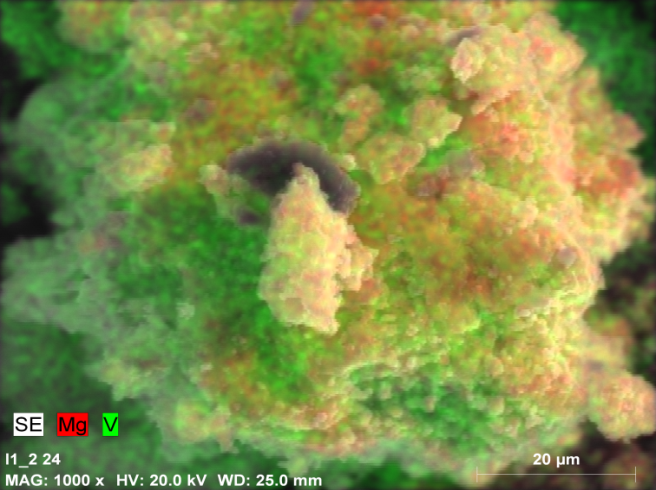 SE Mg V
I1_2 24
MAG: 1000 x HV: 20.0 kV WD: 25.0 mm
20 µm